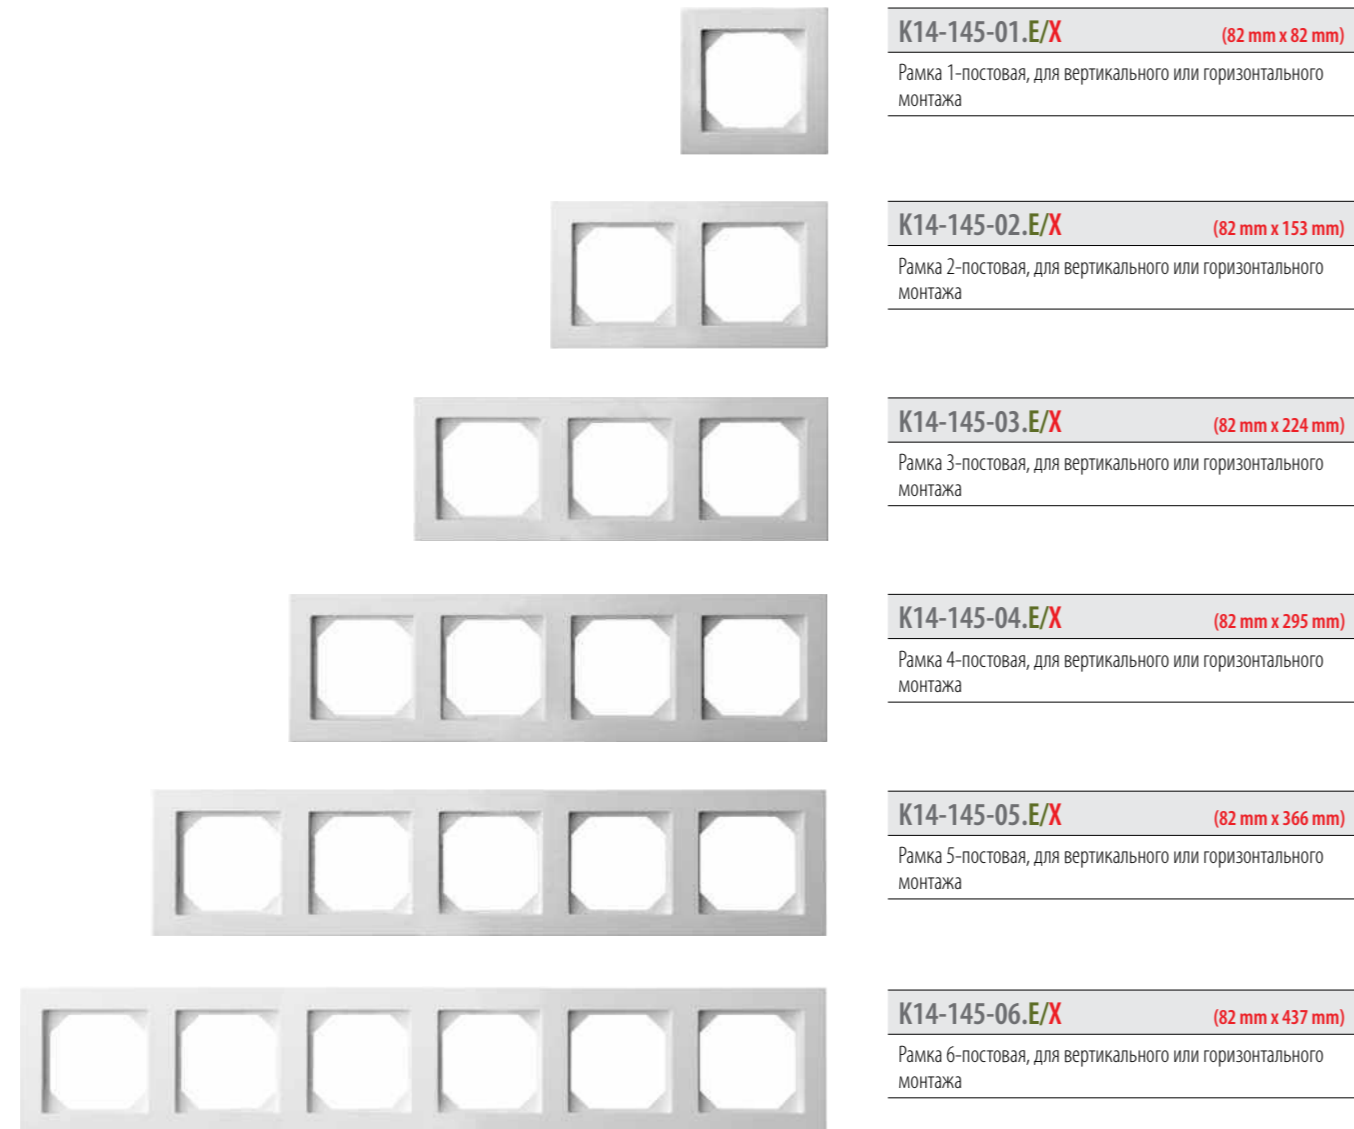 K14-145-01.E/X (82 mm x 82 mm)
Рамка 1-постовая, для вертикального или горизонтального
монтажа
K14-145-02.E/X (82 mm x 153 mm)
Рамка 2-постовая, для вертикального или горизонтального
монтажа
K14-145-03.E/X (82 mm x 224 mm)
Рамка 3-постовая, для вертикального или горизонтального
монтажа
K14-145-04.E/X (82 mm x 295 mm)
Рамка 4-постовая, для вертикального или горизонтального
монтажа
K14-145-05.E/X (82 mm x 366 mm)
Рамка 5-постовая, для вертикального или горизонтального
монтажа
K14-145-06.E/X (82 mm x 437 mm)
Рамка 6-постовая, для вертикального или горизонтального
монтажа